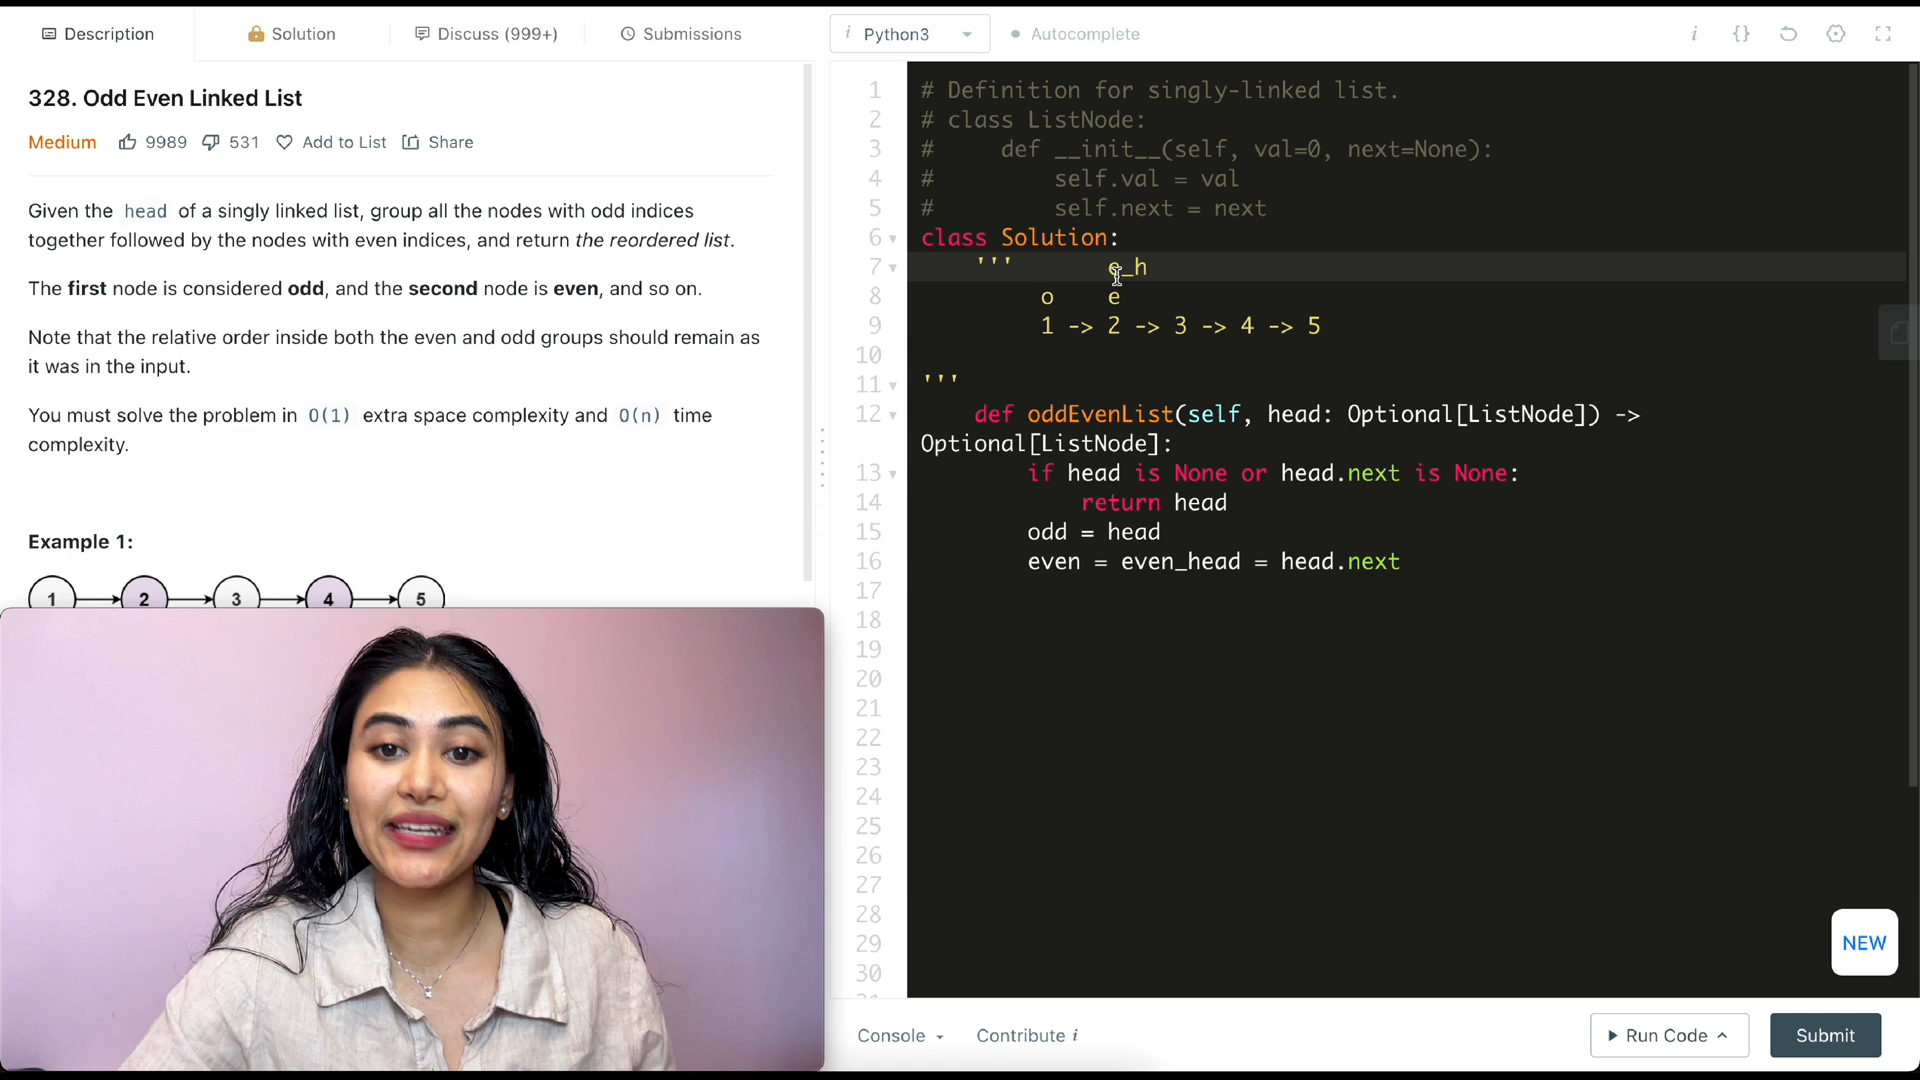 Description
Solution
Discuss (999+)
Submissions
i Python3
Autocomplete
i {}
328. Odd Even Linked List
Medium 9989 531 Add to List Share
Given the head of a singly linked list, group all the nodes with odd indices
together followed by the nodes with even indices, and return the reordered list.
The first node is considered odd, and the second node is even, and so on.
Note that the relative order inside both the even and odd groups should remain as
it was in the input.
You must solve the problem in O(1) extra space complexity and O(n) time
complexity.
Example 1:
1 2 3 4 5
1 # Definition for singly-linked list.
2 # class ListNode:
3 #     def __init__(self, val=0, next=None):
4 #         self.val = val
5 #         self.next = next
6 class Solution:
7     '''       e_h
8          o    e
9          1 -> 2 -> 3 -> 4 -> 5
10
11 '''
12     def oddEvenList(self, head: Optional[ListNode]) ->
Optional[ListNode]:
13         if head is None or head.next is None:
14             return head
15         odd = head
16         even = even_head = head.next
17
18
19
20
21
22
23
24
25
26
27
28
29
30
NEW
Console
Contribute i
Run Code
Submit